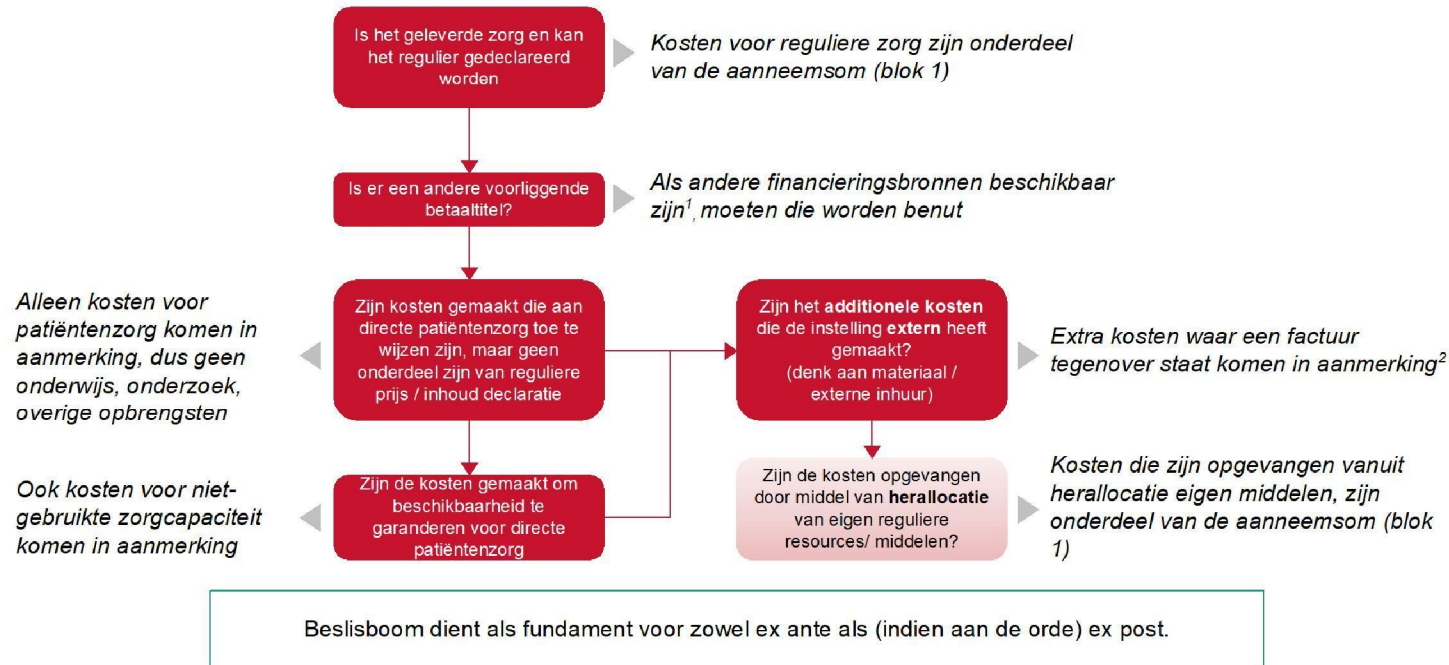 Is het geleverde zorg en kan
het regulier gedeclareerd
worden
Kosten voor reguliere zorg zijn onderdeel
van de aanneemsom (blok 1)
Is er een andere voorliggende
betaaltitel?
Als andere financieringsbronnen beschikbaar
zijn1, moeten die worden benut
Alleen kosten voor
patiëntenzorg komen in
aanmerking, dus geen
onderwijs, onderzoek,
overige opbrengsten
Zijn kosten gemaakt die aan
directe patiëntenzorg toe te
wijzen zijn, maar geen
onderdeel zijn van reguliere
prijs / inhoud declaratie
Zijn het additionele kosten
die de instelling extern heeft
gemaakt?
(denk aan materiaal /
externe inhuur)
Extra kosten waar een factuur
tegenover staat komen in aanmerking2
Ook kosten voor niet-
gebruikte zorgcapaciteit
komen in aanmerking
Zijn de kosten gemaakt om
beschikbaarheid te
garanderen voor directe
patiëntenzorg
Zijn de kosten opgevangen
door middel van herallocatie
van eigen reguliere
resources/ middelen?
Kosten die zijn opgevangen vanuit
herallocatie eigen middelen, zijn
onderdeel van de aanneemsom (blok
1)
Beslisboom dient als fundament voor zowel ex ante als (indien aan de orde) ex post.